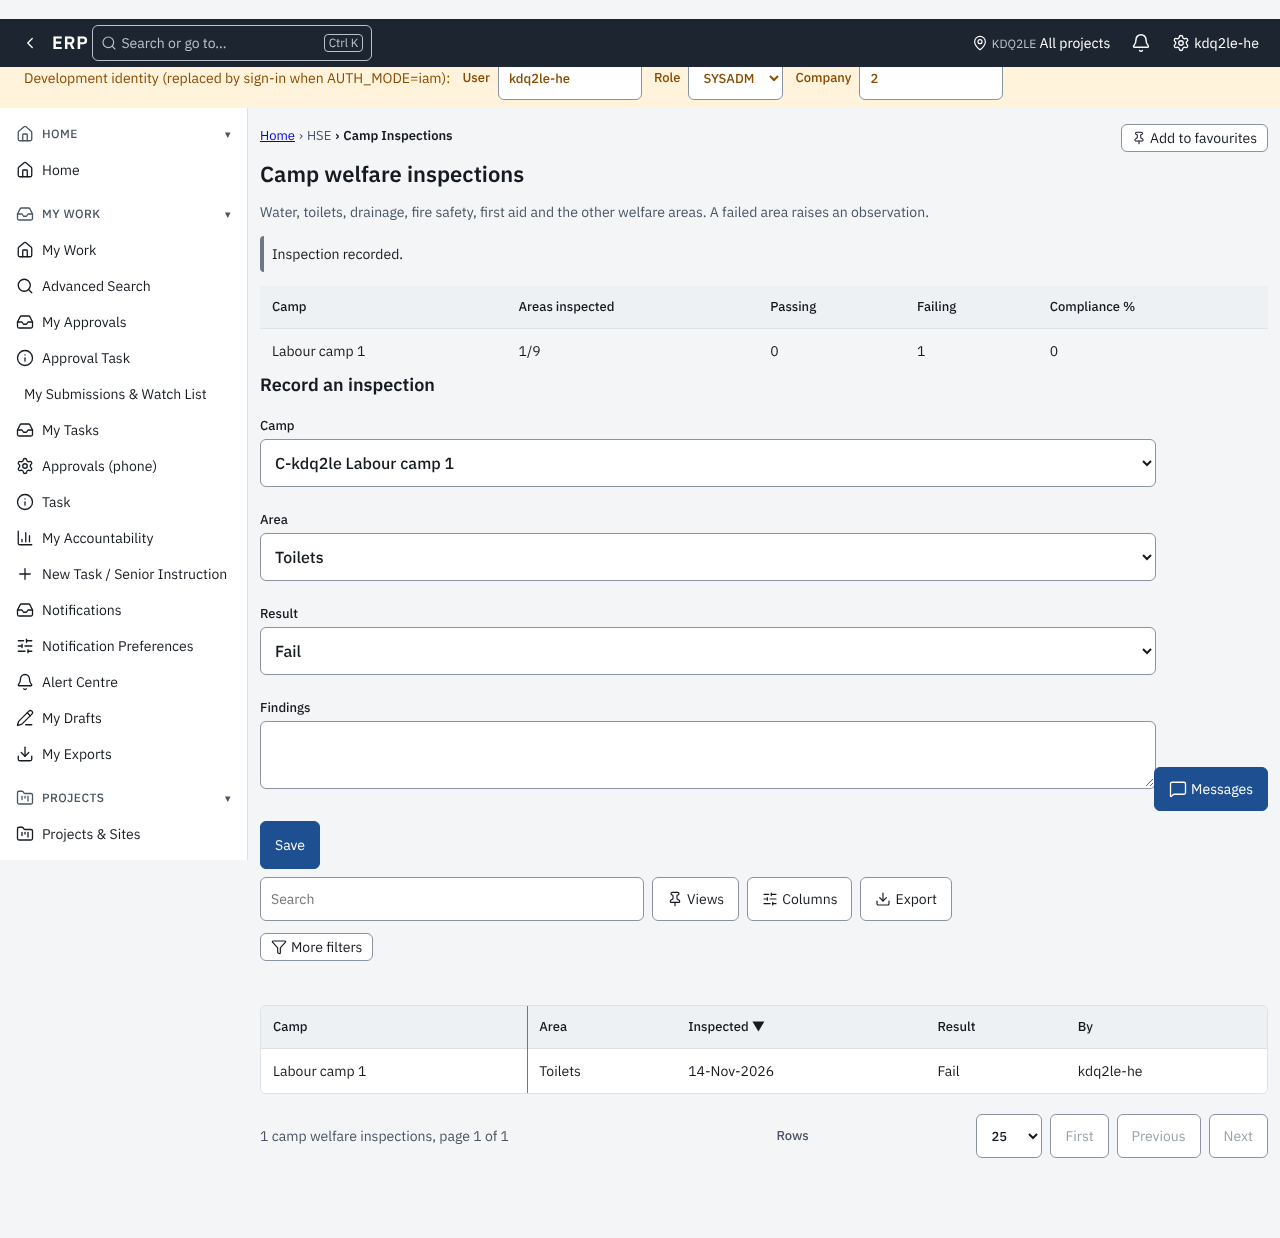 ERP
Search or go to...
Ctrl K
KDQ2LE All projects
kdq2le-he
Development identity (replaced by sign-in when AUTH_MODE=iam):
User
kdq2le-he
Role
SYSADM
Company
2
HOME
Home
MY WORK
My Work
Advanced Search
My Approvals
Approval Task
My Submissions & Watch List
My Tasks
Approvals (phone)
Task
My Accountability
New Task / Senior Instruction
Notifications
Notification Preferences
Alert Centre
My Drafts
My Exports
PROJECTS
Projects & Sites
Home › HSE › Camp Inspections
Add to favourites
Camp welfare inspections
Water, toilets, drainage, fire safety, first aid and the other welfare areas. A failed area raises an observation.
Inspection recorded.
Camp Areas inspected Passing Failing Compliance %
Labour camp 1 1/9 0 1 0
Record an inspection
Camp
C-kdq2le Labour camp 1
Area
Toilets
Result
Fail
Findings
Messages
Save
Search
Views
Columns
Export
More filters
Camp Area Inspected ▼ Result By
Labour camp 1 Toilets 14-Nov-2026 Fail kdq2le-he
1 camp welfare inspections, page 1 of 1
Rows
25
First
Previous
Next